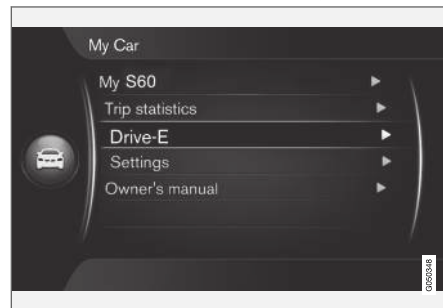 My Car
My S60
Trip statistics
Drive-E
Settings
Owner's manual
G050348